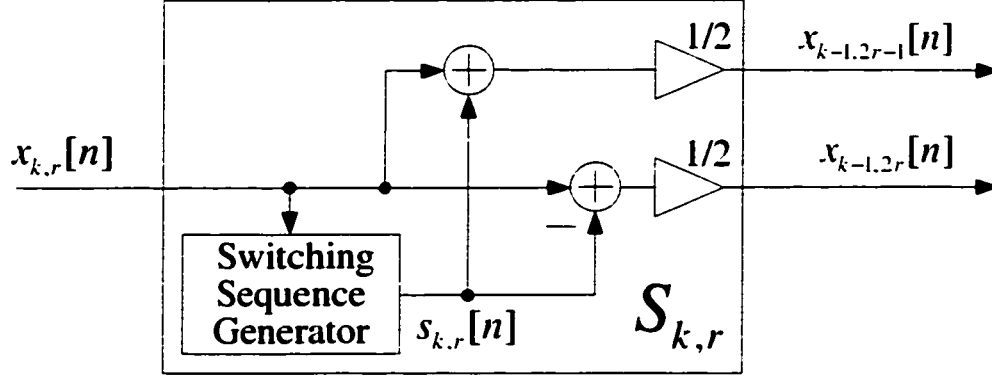 1/2
x_{k-1,2r-1}[n]
+
x_{k,r}[n]
1/2
x_{k-1,2r}[n]
+
−
Switching
Sequence
Generator
s_{k,r}[n]
S_{k,r}